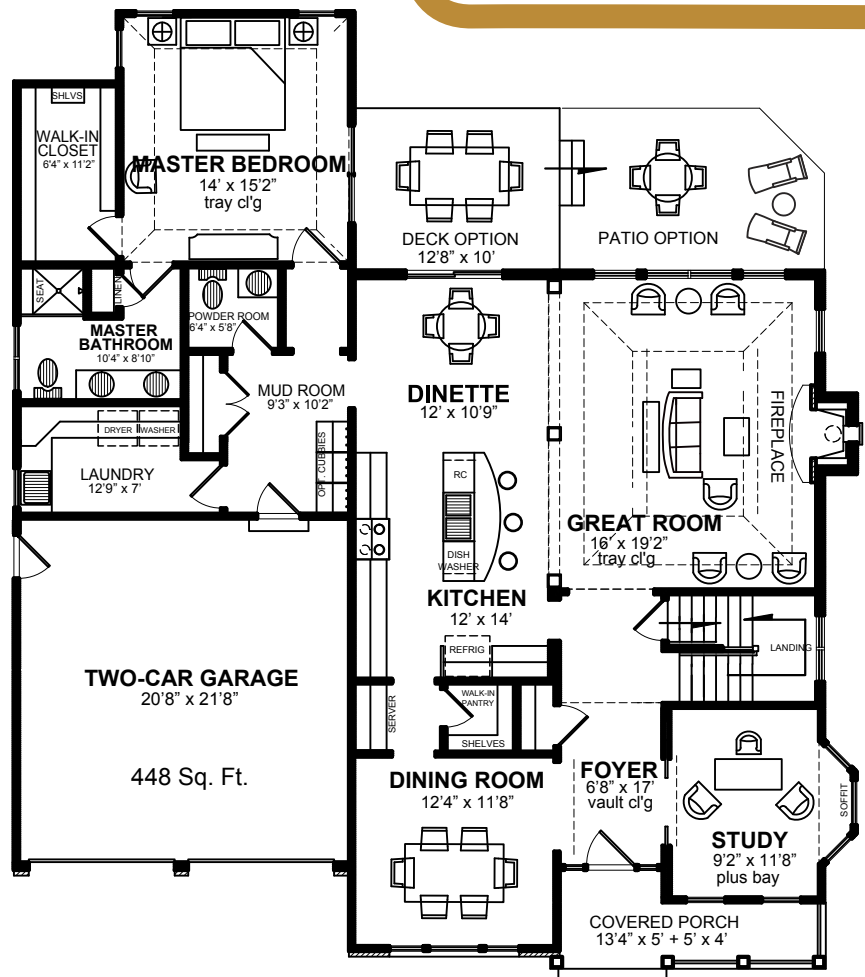 SHLVS
WALK-IN
CLOSET
6'4" x 11'2"
MASTER BEDROOM
14' x 15'2"
tray cl'g
DECK OPTION
12'8" x 10'
PATIO OPTION
SEAT
LINEN
MASTER
BATHROOM
10'4" x 8'10"
POWDER ROOM
6'4" x 5'8"
MUD ROOM
9'3" x 10'2"
DINETTE
12' x 10'9"
FIREPLACE
DRYER
WASHER
OPT. CUBBIES
LAUNDRY
12'9" x 7'
RC
DISH
WASHER
GREAT ROOM
16' x 19'2"
tray cl'g
KITCHEN
12' x 14'
REFRIG
LANDING
TWO-CAR GARAGE
20'8" x 21'8"
448 Sq. Ft.
SERVER
WALK-IN
PANTRY
SHELVES
DINING ROOM
12'4" x 11'8"
FOYER
6'8" x 17'
vault cl'g
SOFFIT
STUDY
9'2" x 11'8"
plus bay
COVERED PORCH
13'4" x 5' + 5' x 4'